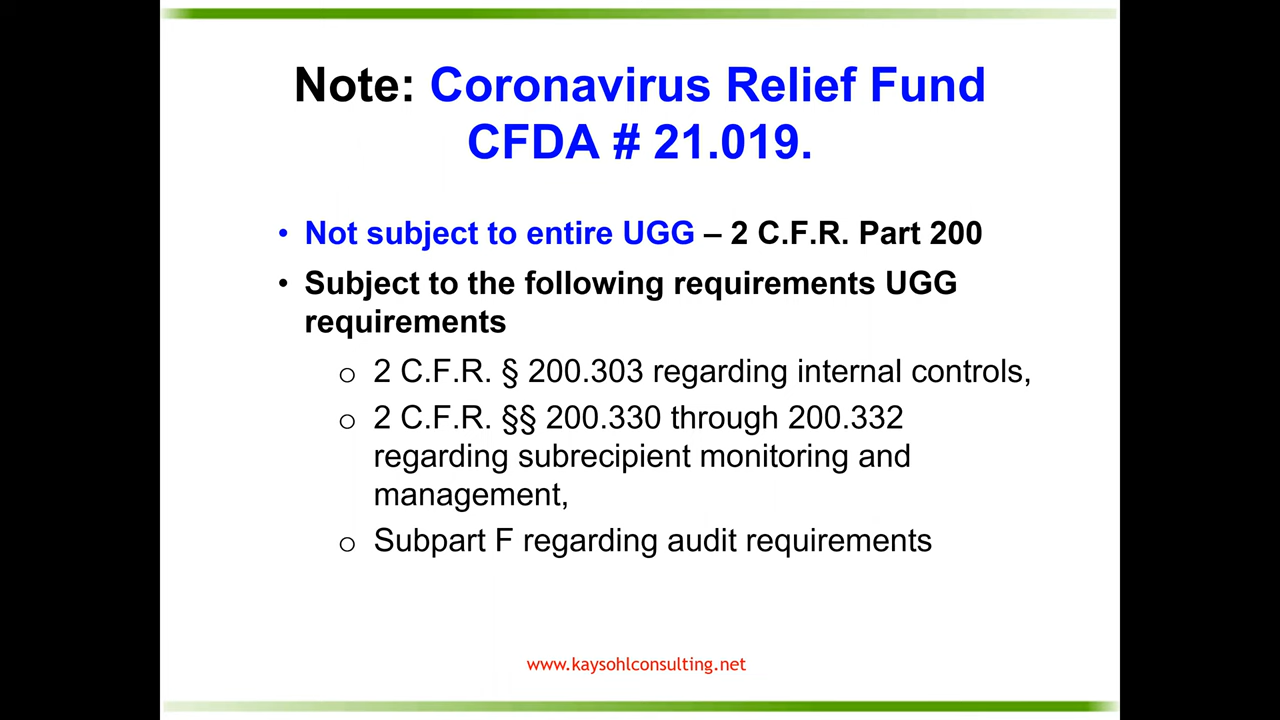 Note: Coronavirus Relief Fund
CFDA # 21.019.
• Not subject to entire UGG – 2 C.F.R. Part 200
• Subject to the following requirements UGG
requirements
o 2 C.F.R. § 200.303 regarding internal controls,
o 2 C.F.R. §§ 200.330 through 200.332
regarding subrecipient monitoring and
management,
o Subpart F regarding audit requirements
www.kaysohlconsulting.net